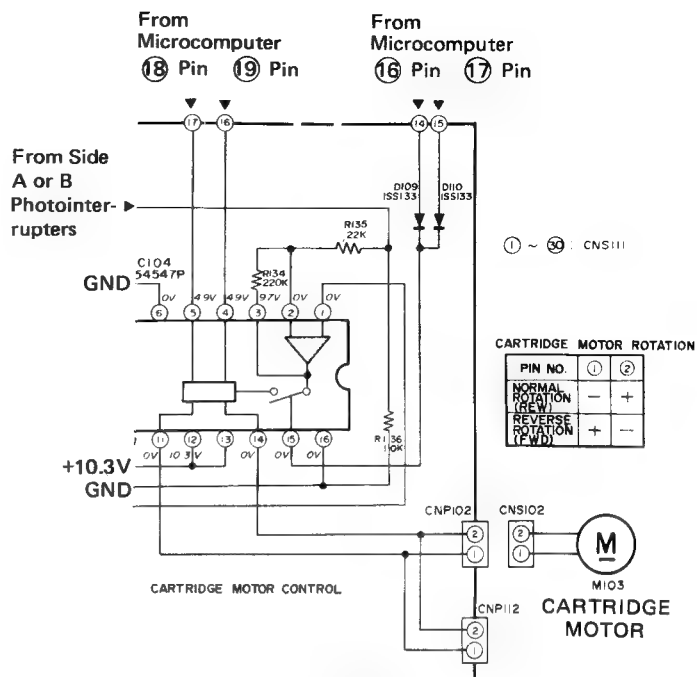 From
Microcomputer
⑱ Pin ⑲ Pin
From
Microcomputer
⑯ Pin ⑰ Pin
17 16
14 15
From Side
A or B
Photointer-
rupters
D109
ISS133
D110
ISS133
R135
22K
① ~ ㉚ : CNS111
C104
54547P
GND
R134
220K
0V 4.9V 4.9V 9.7V 0V 0V
6 5 4 3 2 1
CARTRIDGE MOTOR ROTATION
PIN NO. ① ②
NORMAL
ROTATION
(REW)
− +
REVERSE
ROTATION
(FWD)
+ −
11 12 13 14 15 16
0V 10.3V 0V 0V 0V
+10.3V
GND
CNP102
CNS102
2
1
2
1
M
M103
CARTRIDGE
MOTOR
CARTRIDGE MOTOR CONTROL
CNP112
2
1